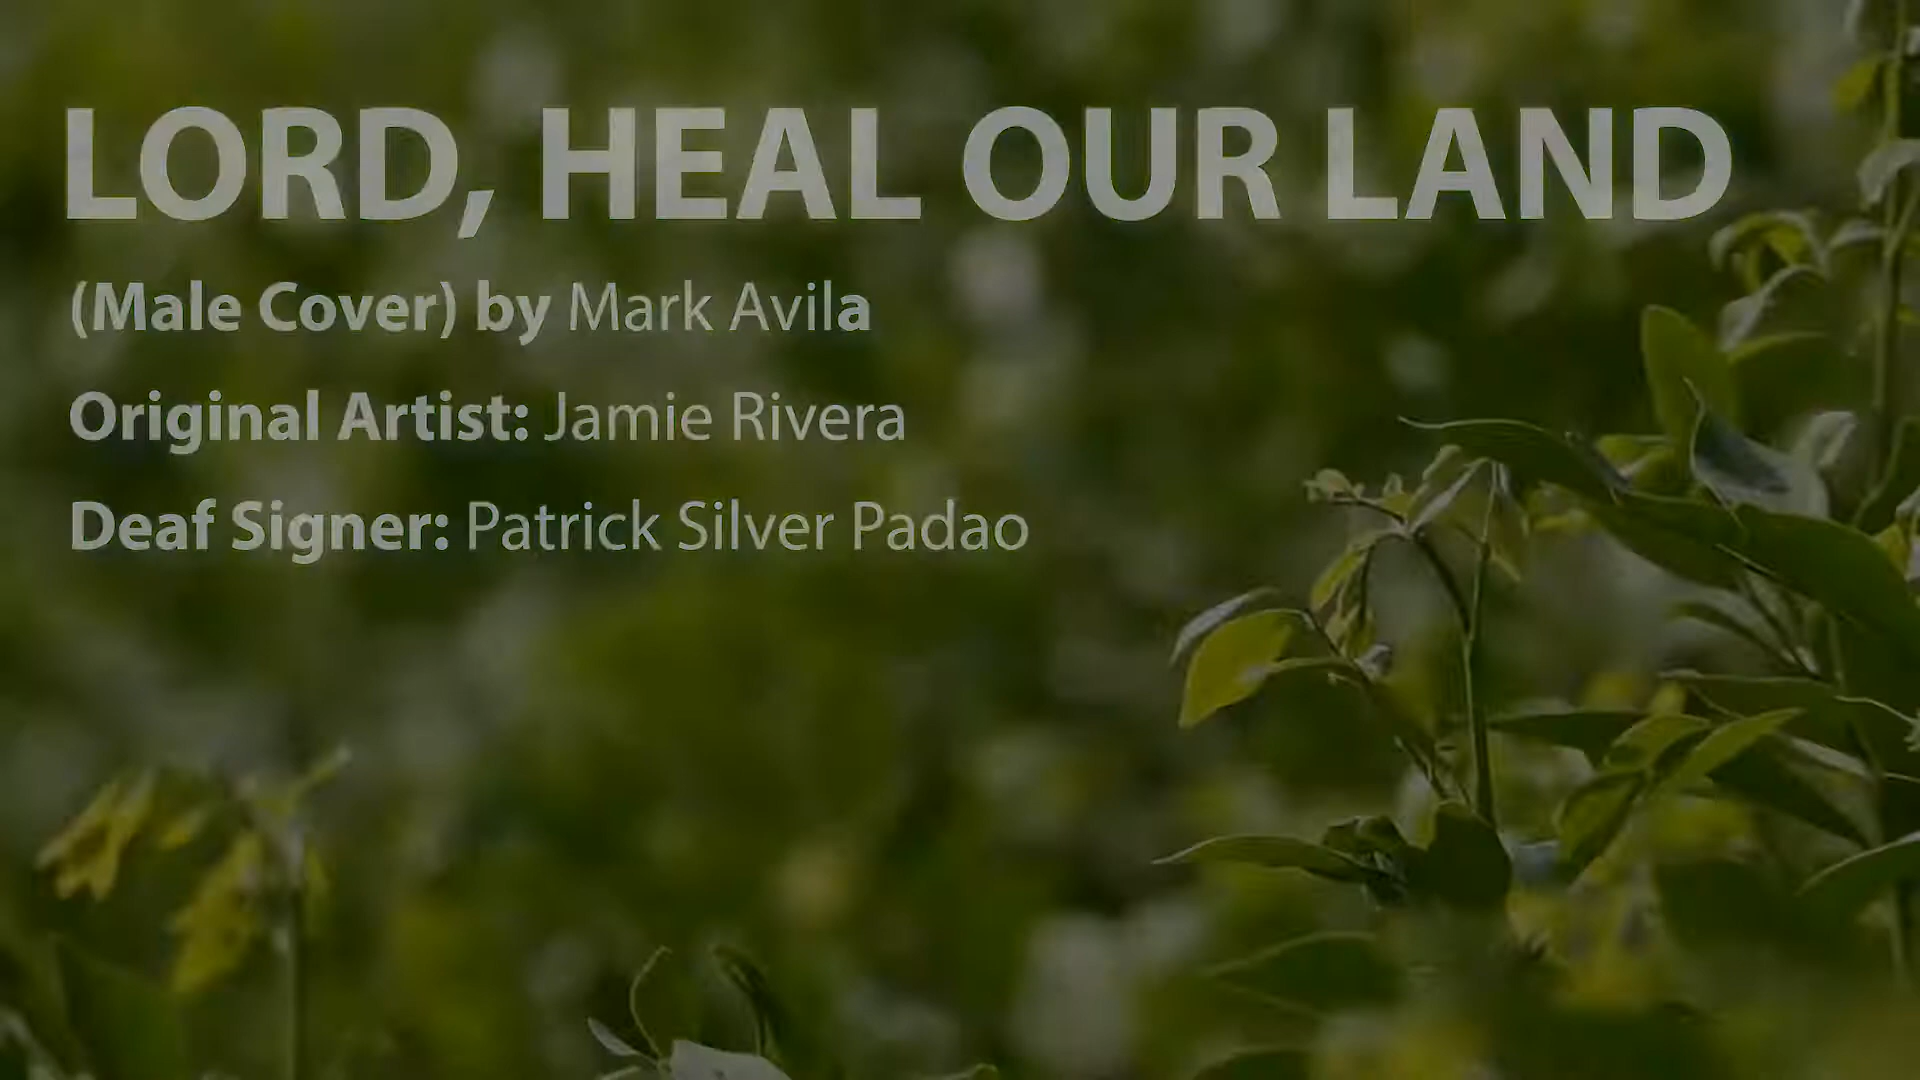 LORD, HEAL OUR LAND
(Male Cover) by Mark Avila
Original Artist: Jamie Rivera
Deaf Signer: Patrick Silver Padao